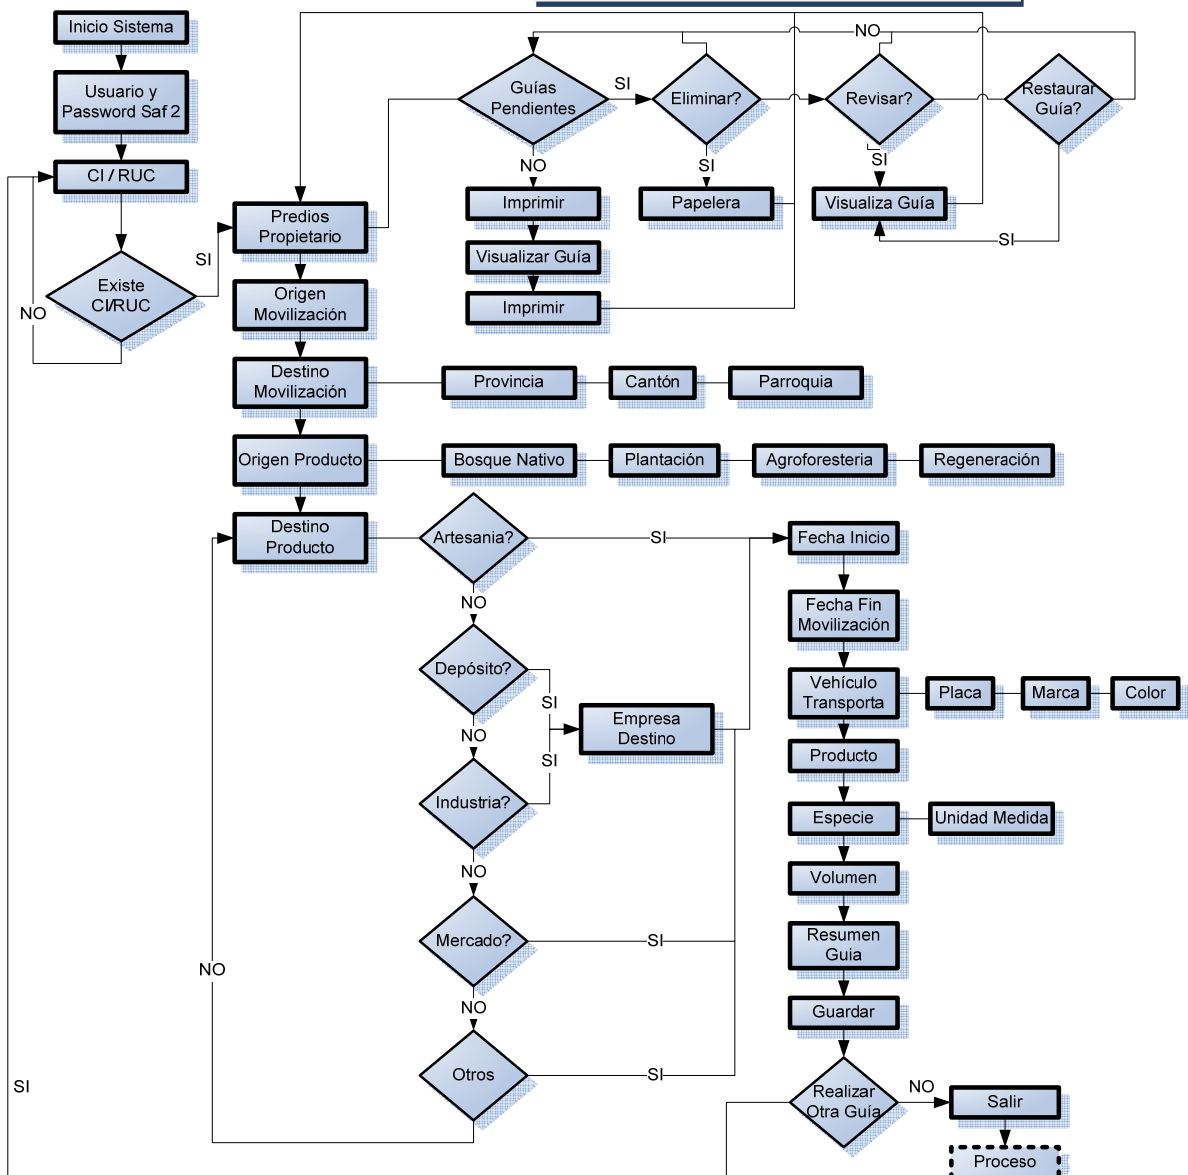 Inicio Sistema
Usuario y
Password Saf 2
CI / RUC
Existe
CI/RUC
NO
SI
SI
Predios
Propietario
Origen
Movilización
Destino
Movilización
Provincia
Cantón
Parroquia
Origen Producto
Bosque Nativo
Plantación
Agroforesteria
Regeneración
Destino
Producto
Guías
Pendientes
SI
NO
Eliminar?
SI
Revisar?
SI
NO
Restaurar
Guía?
SI
Imprimir
Visualizar Guía
Imprimir
Papelera
Visualiza Guía
Artesania?
SI
NO
Depósito?
SI
NO
Industria?
SI
NO
Empresa
Destino
Mercado?
SI
NO
Otros
SI
NO
Fecha Inicio
Fecha Fin
Movilización
Vehículo
Transporta
Placa
Marca
Color
Producto
Especie
Unidad Medida
Volumen
Resumen
Guia
Guardar
Realizar
Otra Guía
NO
Salir
Proceso